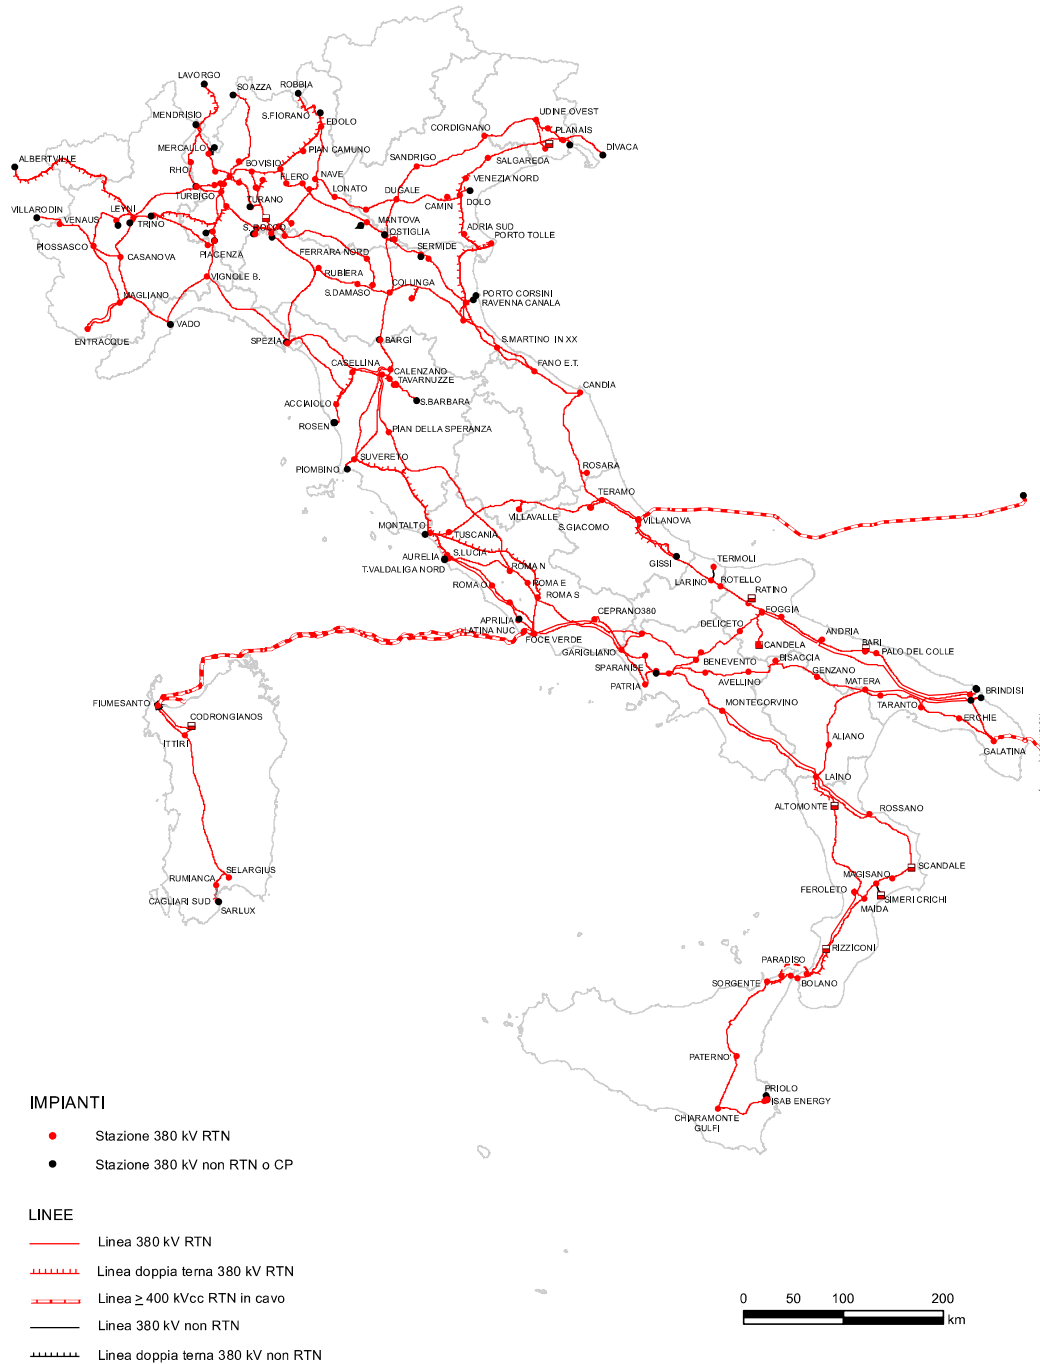 LAVORGO
SOAZZA
ROBBIA
MENDRISIO
S.FIORANO
EDOLO
UDINE OVEST
CORDIGNANO
PLANAIS
MERCALLO
PIAN CAMUNO
DIVACA
ALBERTVILLE
BOVISIO
SANDRIGO
SALGAREDA
RHO
FLERO
NAVE
VENEZIA NORD
TURBIGO
LONATO
DUGALE
TURANO
CAMIN
DOLO
VILLARODIN
VENAUS
LEYNI
TRINO
MANTOVA
S. ROCCO
OSTIGLIA
ADRIA SUD
PORTO TOLLE
PIOSSASCO
CASANOVA
PIACENZA
FERRARA NORD
SERMIDE
VIGNOLE B.
RUBIERA
S.DAMASO
COLUNGA
MAGLIANO
PORTO CORSINI
RAVENNA CANALA
VADO
ENTRACQUE
SPEZIA
BARGI
S.MARTINO IN XX
CASELLINA
CALENZANO
TAVARNUZZE
FANO E.T.
CANDIA
ACCIAIOLO
S.BARBARA
ROSEN
PIAN DELLA SPERANZA
SUVERETO
PIOMBINO
ROSARA
TERAMO
VILLAVALLE
S.GIACOMO
VILLANOVA
MONTALTO
TUSCANIA
AURELIA
S.LUCIA
T.VALDALIGA NORD
ROMA N
GISSI
TERMOLI
ROMA O
ROMA E
LARINO
ROTELLO
RATINO
ROMA S
CEPRANO380
APRILIA
LATINA NUC
FOCE VERDE
DELICETO
FOGGIA
ANDRIA
BARI
GARIGLIANO
CANDELA
PALO DEL COLLE
SPARANISE
BENEVENTO
BISACCIA
GENZANO
AVELLINO
PATRIA
MATERA
BRINDISI
FIUMESANTO
MONTECORVINO
TARANTO
CODRONGIANOS
ERCHIE
ITTIRI
ALIANO
GALATINA
LAINO
ALTOMONTE
ROSSANO
SELARGIUS
SCANDALE
RUMIANCA
MAGISANO
FEROLETO
CAGLIARI SUD
SARLUX
SIMERI CRICHI
MAIDA
RIZZICONI
PARADISO
SORGENTE
BOLANO
PATERNO'
PRIOLO
ISAB ENERGY
CHIARAMONTE
GULFI
IMPIANTI
Stazione 380 kV RTN
Stazione 380 kV non RTN o CP
LINEE
Linea 380 kV RTN
Linea doppia terna 380 kV RTN
Linea ≥ 400 kVcc RTN in cavo
Linea 380 kV non RTN
Linea doppia terna 380 kV non RTN
0 50 100 200
km